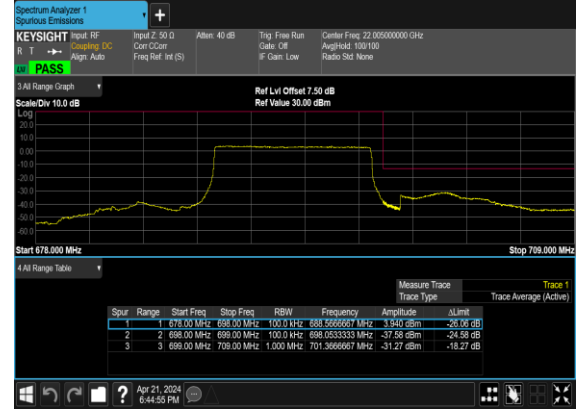 Spectrum Analyzer 1
Spurious Emissions
KEYSIGHT Input: RF Input Z: 50 Ω Atten: 40 dB Trig: Free Run Center Freq: 22.005000000 GHz
R T Coupling: DC Corr CCorr Gate: Off Avg|Hold: 100/100
Align: Auto Freq Ref: Int (S) IF Gain: Low Radio Std: None
LXI PASS
3 All Range Graph
Ref Lvl Offset 7.50 dB
Scale/Div 10.0 dB Ref Value 30.00 dBm
Log
20.0
10.0
0.00
-10.0
-20.0
-30.0
-40.0
-50.0
-60.0
Start 678.000 MHz Stop 709.000 MHz
4 All Range Table
Measure Trace Trace 1
Trace Type Trace Average (Active)
Spur Range Start Freq Stop Freq RBW Frequency Amplitude ΔLimit
1 1 678.00 MHz 698.00 MHz 100.0 kHz 688.5666667 MHz 3.940 dBm -26.06 dB
2 2 698.00 MHz 699.00 MHz 100.0 kHz 698.0533333 MHz -37.58 dBm -24.58 dB
3 3 699.00 MHz 709.00 MHz 1.000 MHz 701.3666667 MHz -31.27 dBm -18.27 dB
? Apr 21, 2024
6:44:55 PM